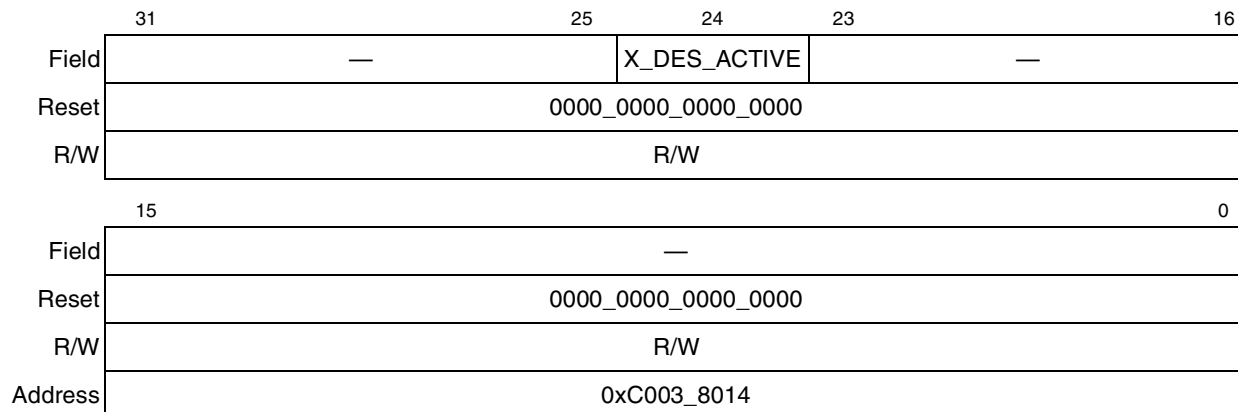 31 25 24 23 16
Field — X_DES_ACTIVE —
Reset 0000_0000_0000_0000
R/W R/W
15 0
Field —
Reset 0000_0000_0000_0000
R/W R/W
Address 0xC003_8014